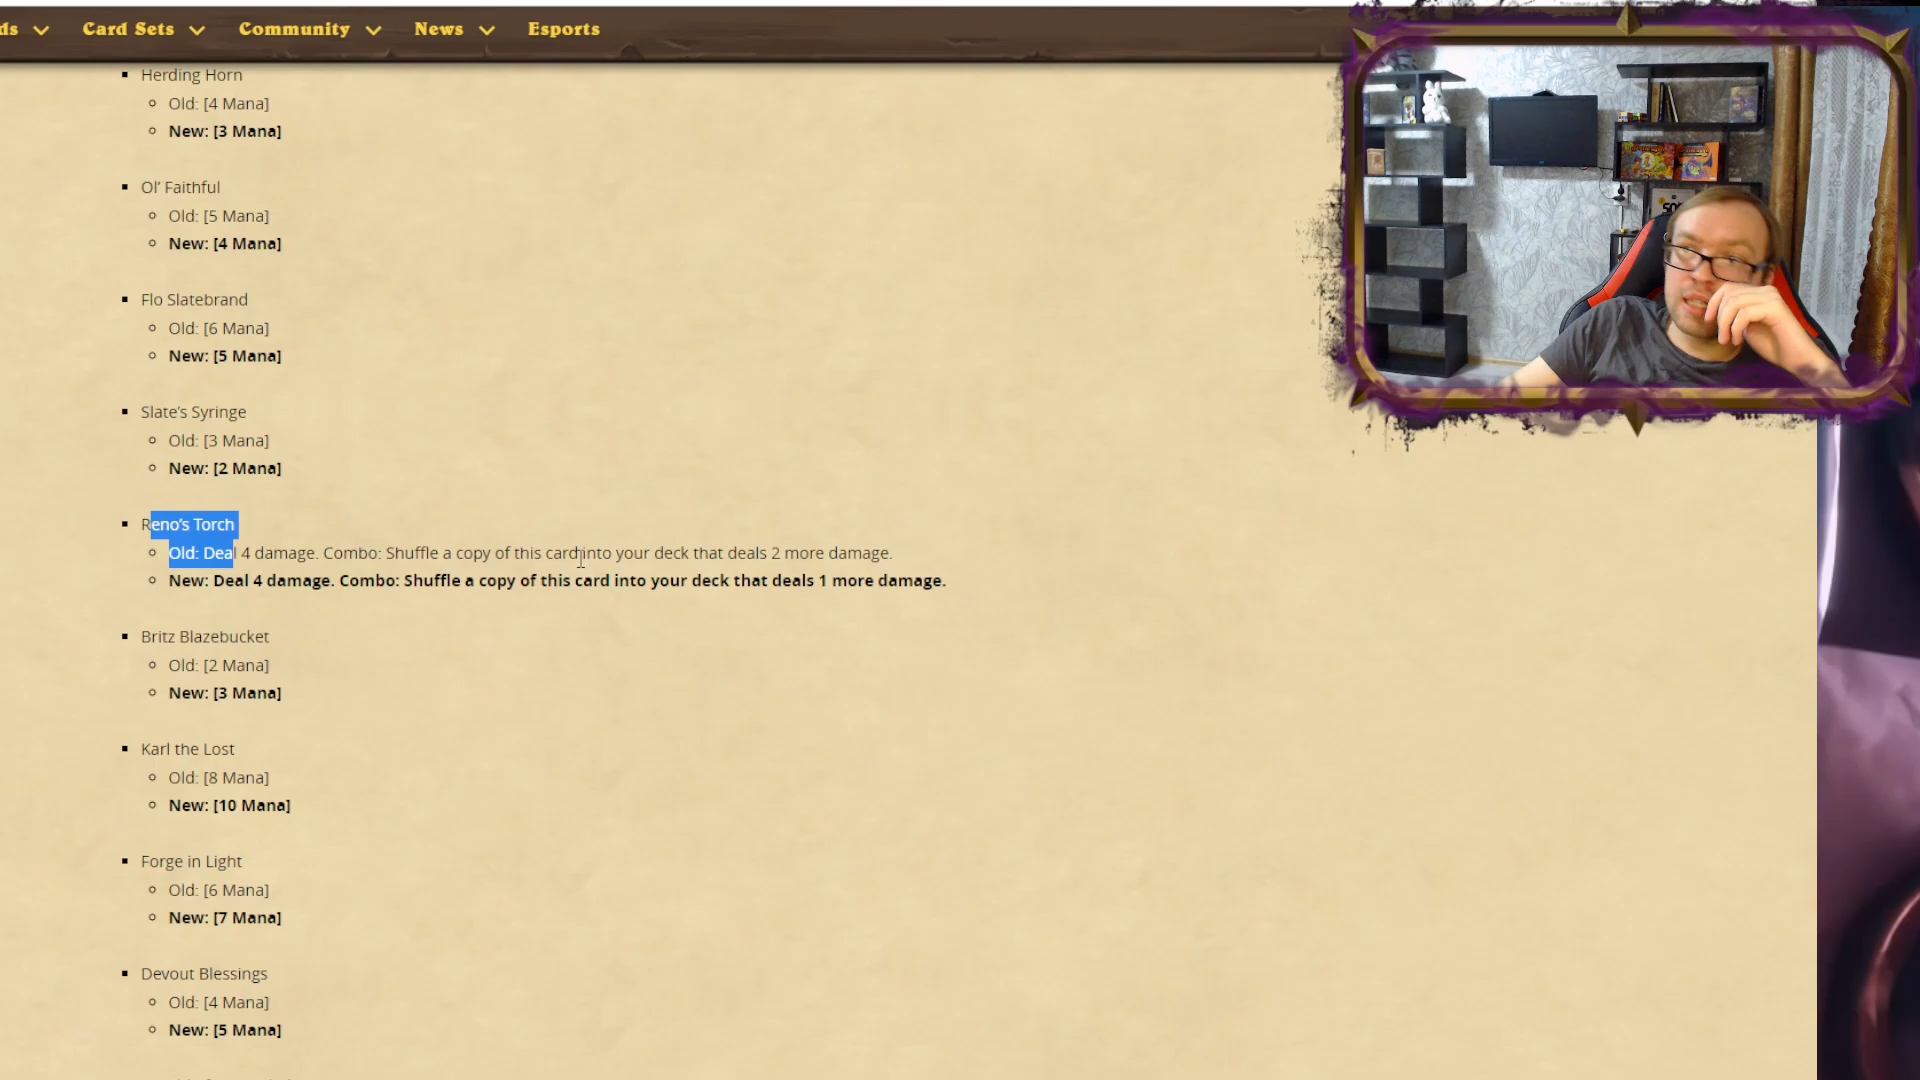 ds
Card Sets
Community
News
Esports
Herding Horn
Old: [4 Mana]
New: [3 Mana]
Ol’ Faithful
Old: [5 Mana]
New: [4 Mana]
Flo Slatebrand
Old: [6 Mana]
New: [5 Mana]
Slate’s Syringe
Old: [3 Mana]
New: [2 Mana]
Reno’s Torch
Old: Deal 4 damage. Combo: Shuffle a copy of this card into your deck that deals 2 more damage.
New: Deal 4 damage. Combo: Shuffle a copy of this card into your deck that deals 1 more damage.
Britz Blazebucket
Old: [2 Mana]
New: [3 Mana]
Karl the Lost
Old: [8 Mana]
New: [10 Mana]
Forge in Light
Old: [6 Mana]
New: [7 Mana]
Devout Blessings
Old: [4 Mana]
New: [5 Mana]